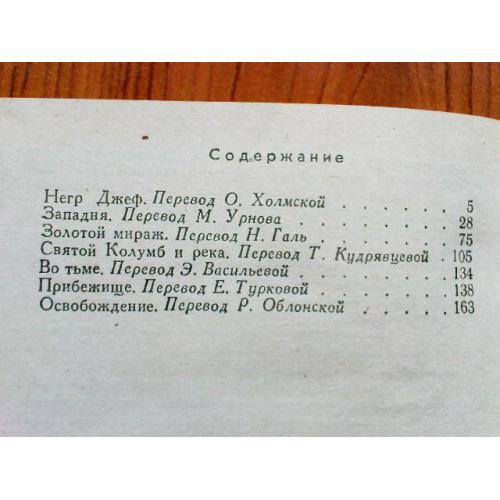 Содержание
Негр Джеф. Перевод О. Холмской . . . . . . 5
Западня. Перевод М. Урнова . . . . . . . 28
Золотой мираж. Перевод Н. Галь . . . . . . 75
Святой Колумб и река. Перевод Т. Кудрявцевой . 105
Во тьме. Перевод Э. Васильевой . . . . . . 134
Прибежище. Перевод Е. Турковой . . . . . . 138
Освобождение. Перевод Р. Облонской . . . . . 163